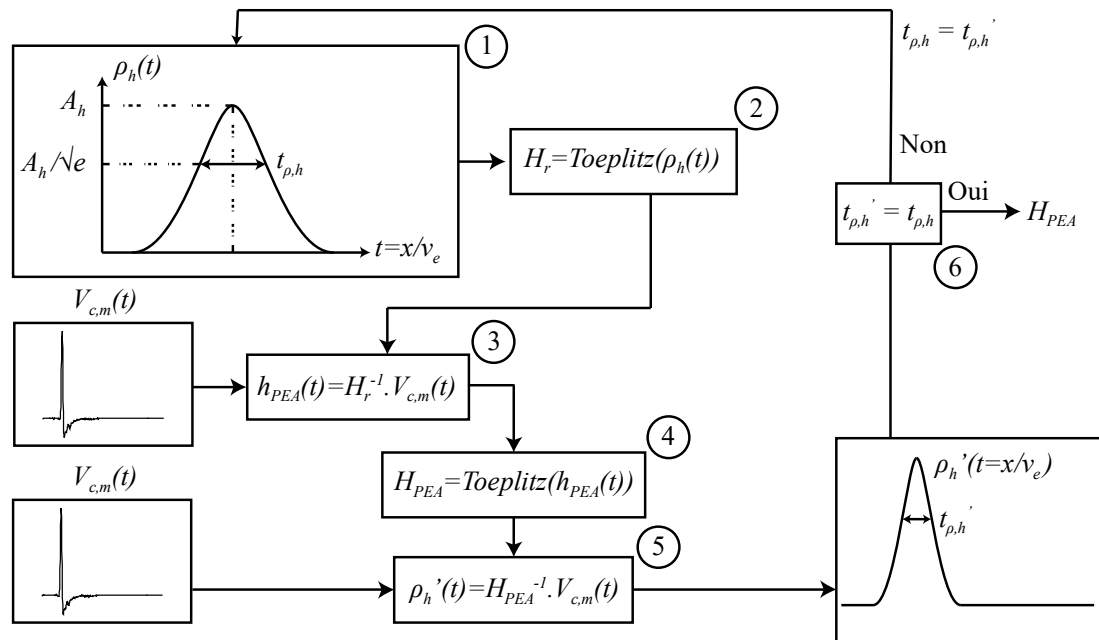 ①
ρ_h(t)
A_h
A_h/√e
t_ρ,h
t=x/v_e
②
H_r=Toeplitz(ρ_h(t))
t_ρ,h = t_ρ,h'
Non
t_ρ,h' = t_ρ,h
Oui
H_PEA
⑥
V_c,m(t)
③
h_PEA(t)=H_r^-1.V_c,m(t)
④
H_PEA=Toeplitz(h_PEA(t))
V_c,m(t)
⑤
ρ_h'(t)=H_PEA^-1.V_c,m(t)
ρ_h'(t=x/v_e)
t_ρ,h'